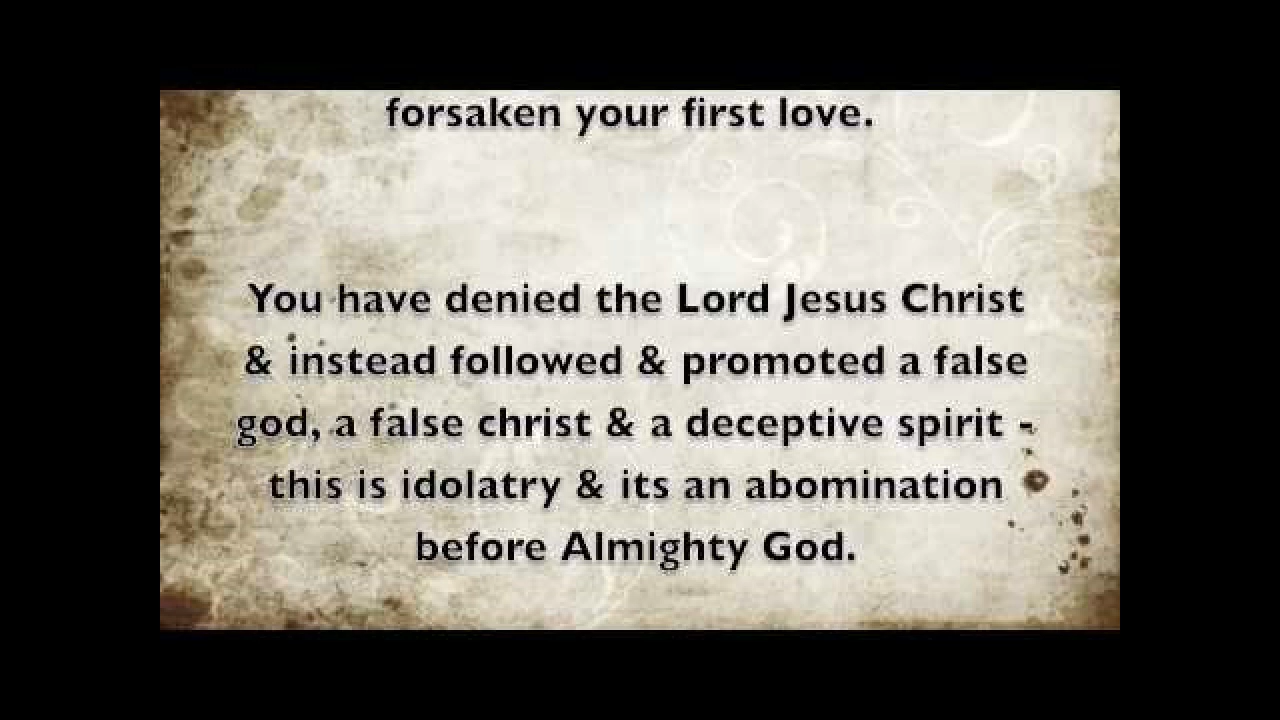 forsaken your first love.
You have denied the Lord Jesus Christ
& instead followed & promoted a false
god, a false christ & a deceptive spirit -
this is idolatry & its an abomination
before Almighty God.